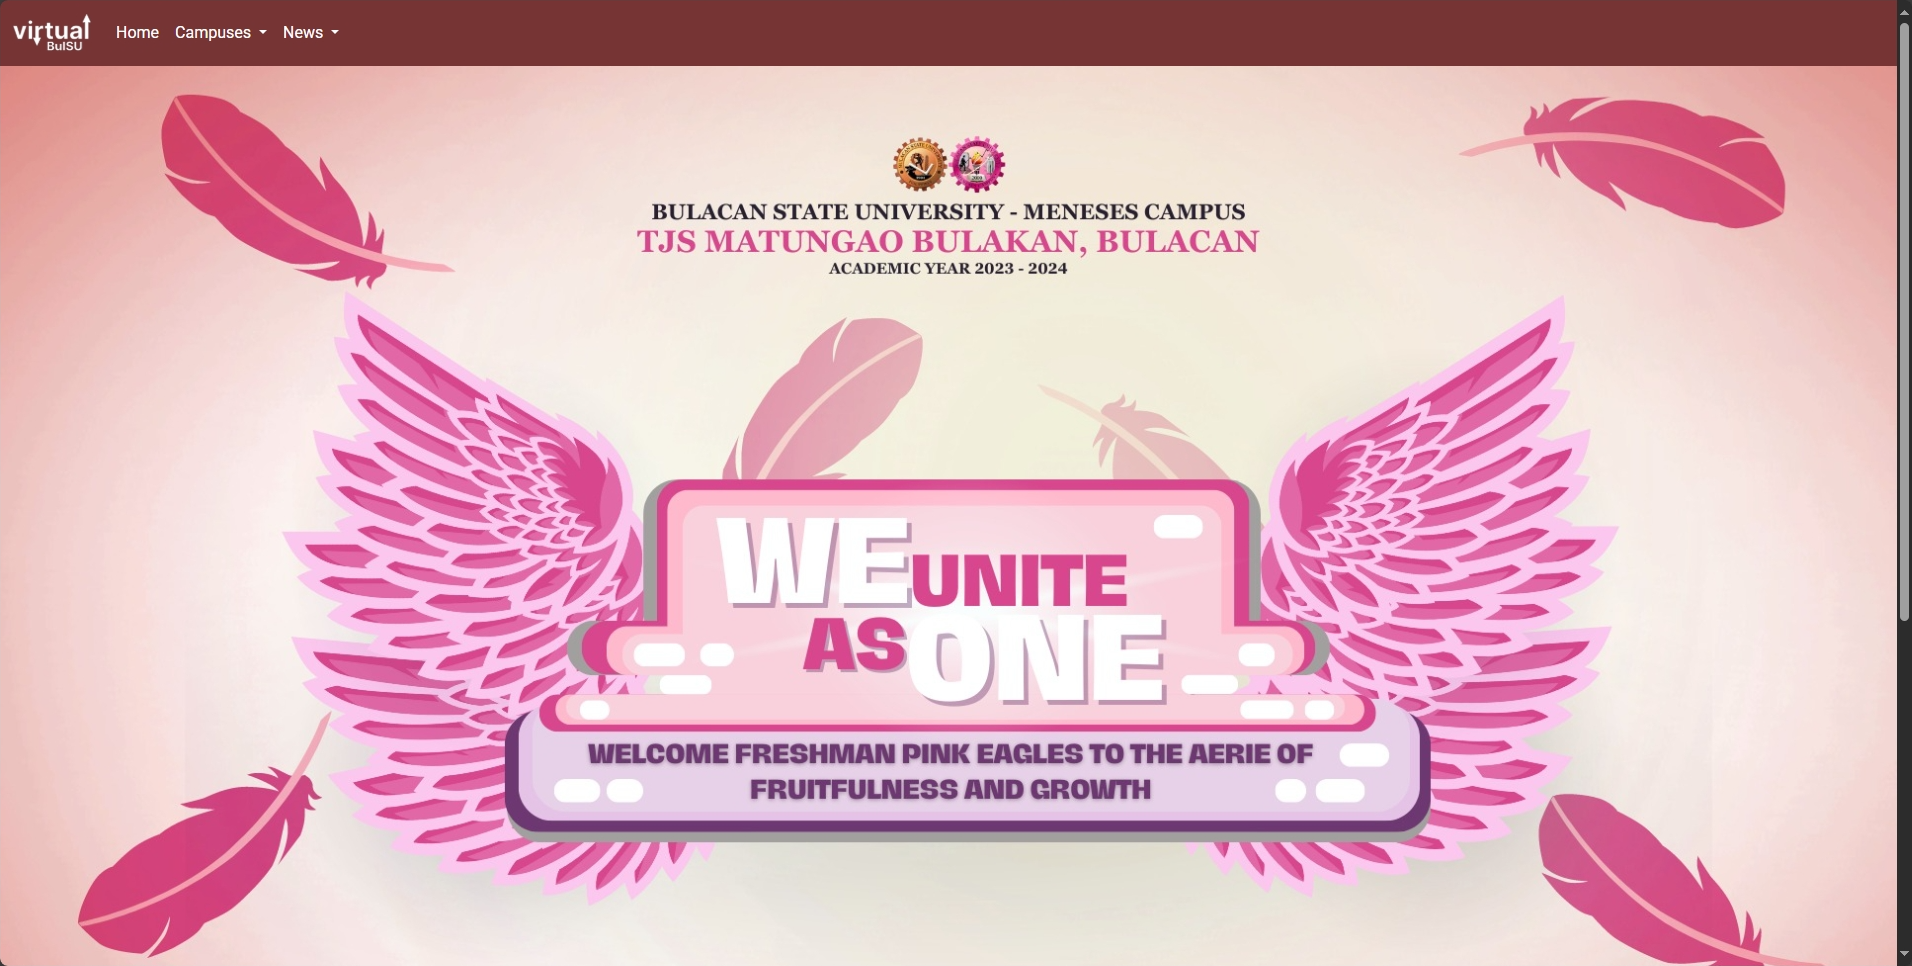 virtual
BulSU
Home
Campuses
News
BULACAN STATE UNIVERSITY - MENESES CAMPUS
TJS MATUNGAO BULAKAN, BULACAN
ACADEMIC YEAR 2023 - 2024
WE UNITE
AS ONE
WELCOME FRESHMAN PINK EAGLES TO THE AERIE OF
FRUITFULNESS AND GROWTH